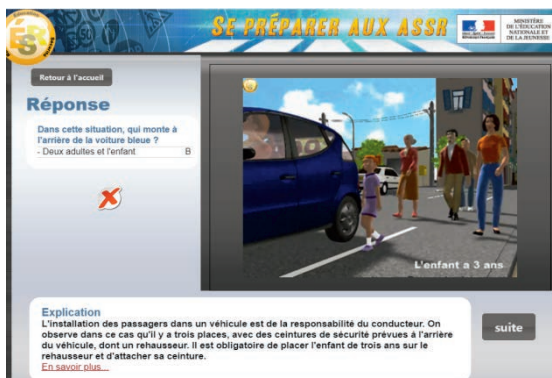 ESR
SE PRÉPARER AUX ASSR
MINISTÈRE
DE L'ÉDUCATION
NATIONALE ET
DE LA JEUNESSE
Retour à l'accueil
Réponse
Dans cette situation, qui monte à
l'arrière de la voiture bleue ?
- Deux adultes et l'enfant B
L'enfant a 3 ans
Explication
L'installation des passagers dans un véhicule est de la responsabilité du conducteur. On
observe dans ce cas qu'il y a trois places, avec des ceintures de sécurité prévues à l'arrière
du véhicule, dont un rehausseur. Il est obligatoire de placer l'enfant de trois ans sur le
rehausseur et d'attacher sa ceinture.
En savoir plus...
suite